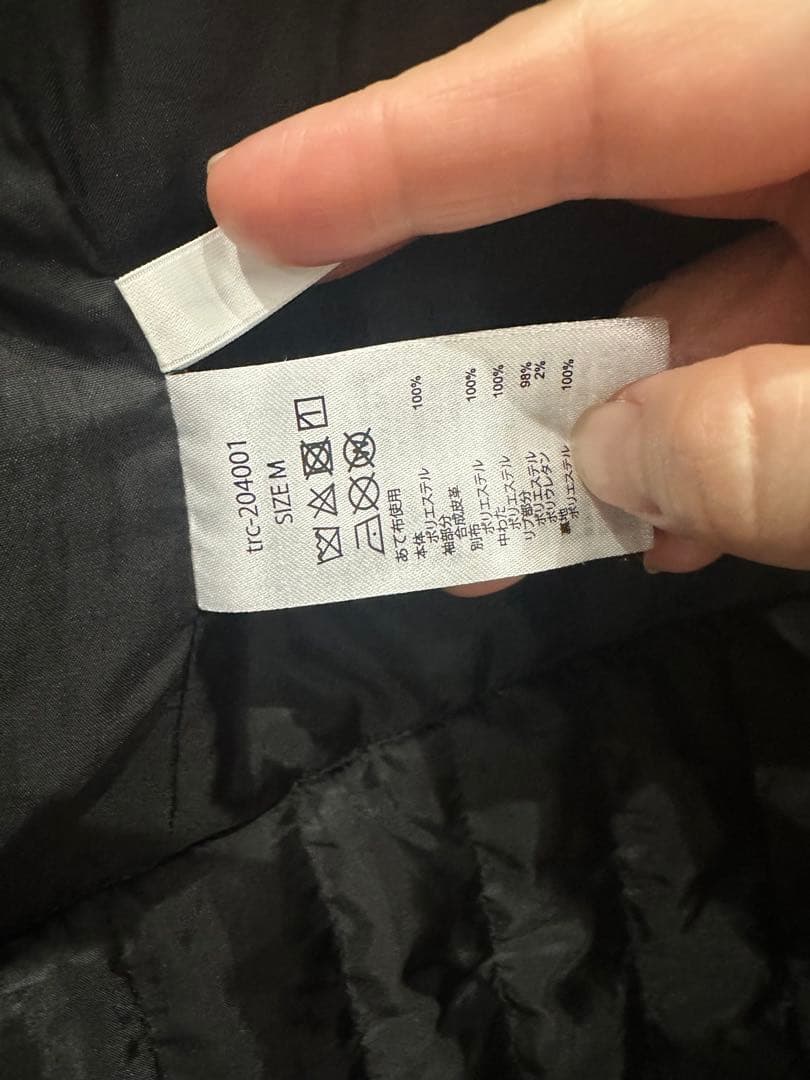 trc-204001
SIZE M
あて布使用
本体
ポリエステル 100%
袖部分
合成皮革
別布
ポリエステル 100%
中わた
ポリエステル 100%
リブ部分
ポリエステル 98%
ポリウレタン 2%
裏地
ポリエステル 100%